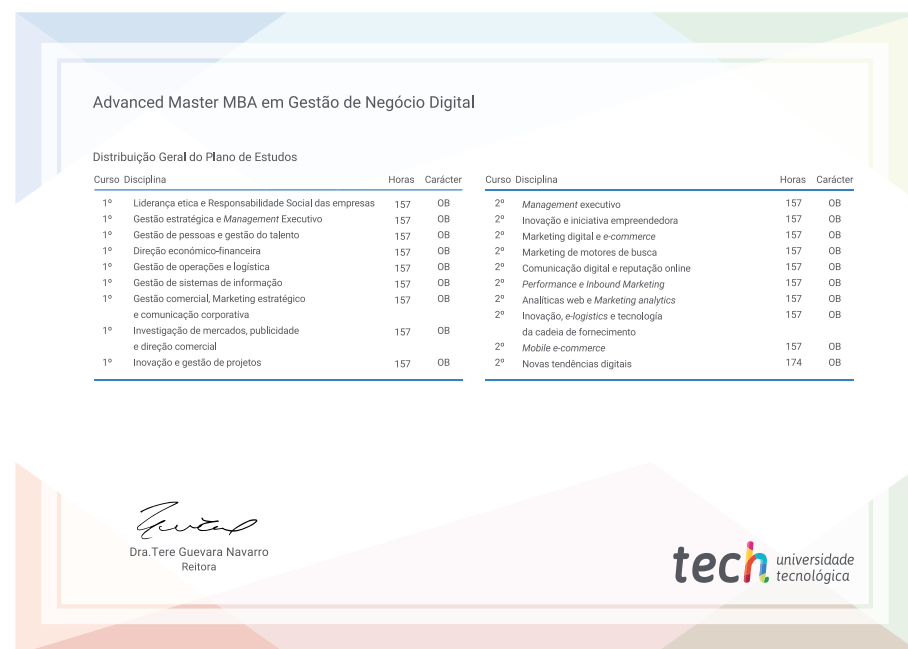 Advanced Master MBA em Gestão de Negócio Digital
Distribuição Geral do Plano de Estudos
Curso Disciplina Horas Carácter
1º Liderança etica e Responsabilidade Social das empresas 157 OB
1º Gestão estratégica e Management Executivo 157 OB
1º Gestão de pessoas e gestão do talento 157 OB
1º Direção económico-financeira 157 OB
1º Gestão de operações e logística 157 OB
1º Gestão de sistemas de informação 157 OB
1º Gestão comercial, Marketing estratégico 157 OB
e comunicação corporativa
1º Investigação de mercados, publicidade 157 OB
e direção comercial
1º Inovação e gestão de projetos 157 OB
Curso Disciplina Horas Carácter
2º Management executivo 157 OB
2º Inovação e iniciativa empreendedora 157 OB
2º Marketing digital e e-commerce 157 OB
2º Marketing de motores de busca 157 OB
2º Comunicação digital e reputação online 157 OB
2º Performance e Inbound Marketing 157 OB
2º Analíticas web e Marketing analytics 157 OB
2º Inovação, e-logistics e tecnología 157 OB
da cadeia de fornecimento
2º Mobile e-commerce 157 OB
2º Novas tendências digitais 174 OB
Dra.Tere Guevara Navarro
Reitora
tech universidade
tecnológica